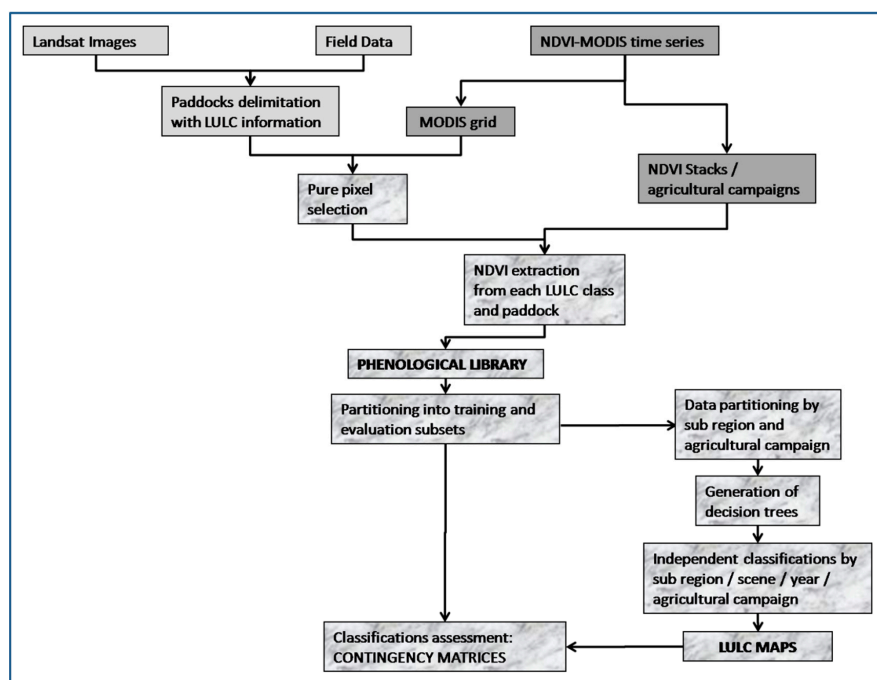 Landsat Images
Field Data
NDVI-MODIS time series
Paddocks delimitation
with LULC information
MODIS grid
NDVI Stacks /
agricultural campaigns
Pure pixel
selection
NDVI extraction
from each LULC class
and paddock
PHENOLOGICAL LIBRARY
Partitioning into training and
evaluation subsets
Data partitioning by
sub region and
agricultural campaign
Generation of
decision trees
Independent classifications by
sub region / scene / year /
agricultural campaign
Classifications assessment:
CONTINGENCY MATRICES
LULC MAPS